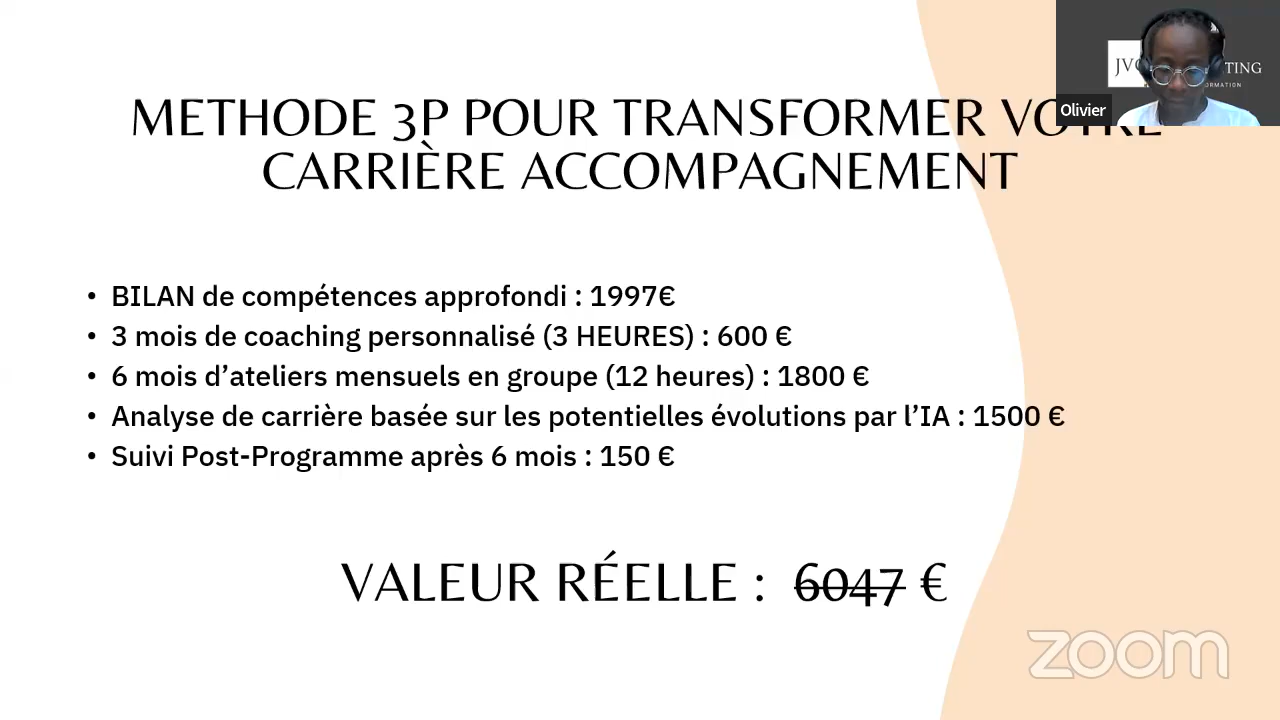 METHODE 3P POUR TRANSFORMER VOTRE
CARRIÈRE ACCOMPAGNEMENT
Olivier
• BILAN de compétences approfondi : 1997€
• 3 mois de coaching personnalisé (3 HEURES) : 600 €
• 6 mois d’ateliers mensuels en groupe (12 heures) : 1800 €
• Analyse de carrière basée sur les potentielles évolutions par l’IA : 1500 €
• Suivi Post-Programme après 6 mois : 150 €
VALEUR RÉELLE : 6047 €
zoom